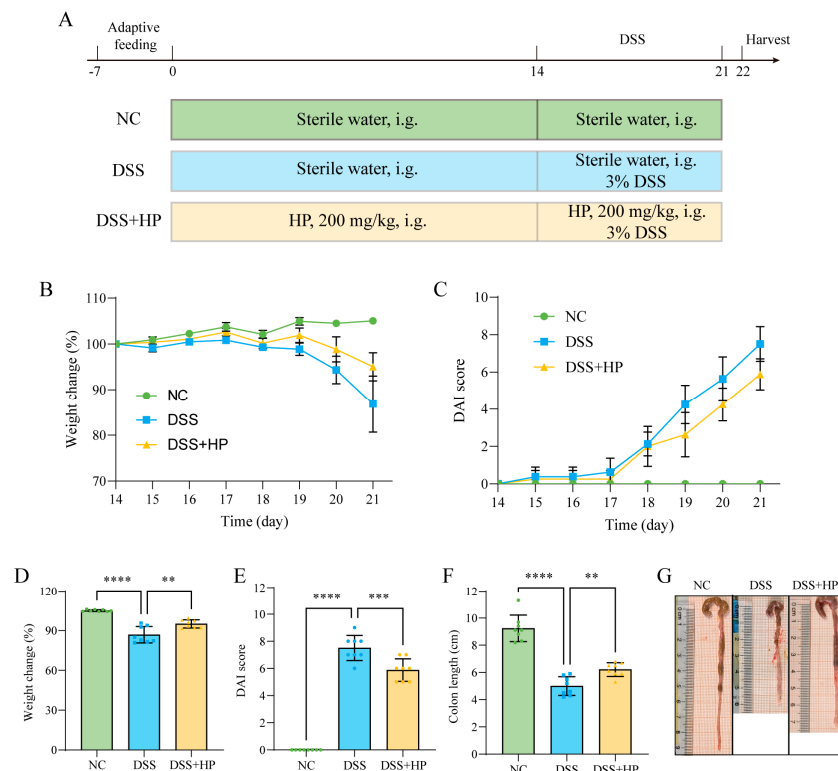 A
Adaptive
feeding
DSS
Harvest
-7
0
14
21
22
NC
Sterile water, i.g.
Sterile water, i.g.
DSS
Sterile water, i.g.
Sterile water, i.g.
3% DSS
DSS+HP
HP, 200 mg/kg, i.g.
HP, 200 mg/kg, i.g.
3% DSS
B
Weight change (%)
110
100
90
80
70
NC
DSS
DSS+HP
14 15 16 17 18 19 20 21
Time (day)
C
DAI score
10
8
6
4
2
0
NC
DSS
DSS+HP
14 15 16 17 18 19 20 21
Time (day)
D
Weight change (%)
120
90
60
30
0
**** **
NC DSS DSS+HP
E
DAI score
12
10
8
6
4
2
0
**** ***
NC DSS DSS+HP
F
Colon length (cm)
12
10
8
6
4
2
0
**** **
NC DSS DSS+HP
G
NC DSS DSS+HP